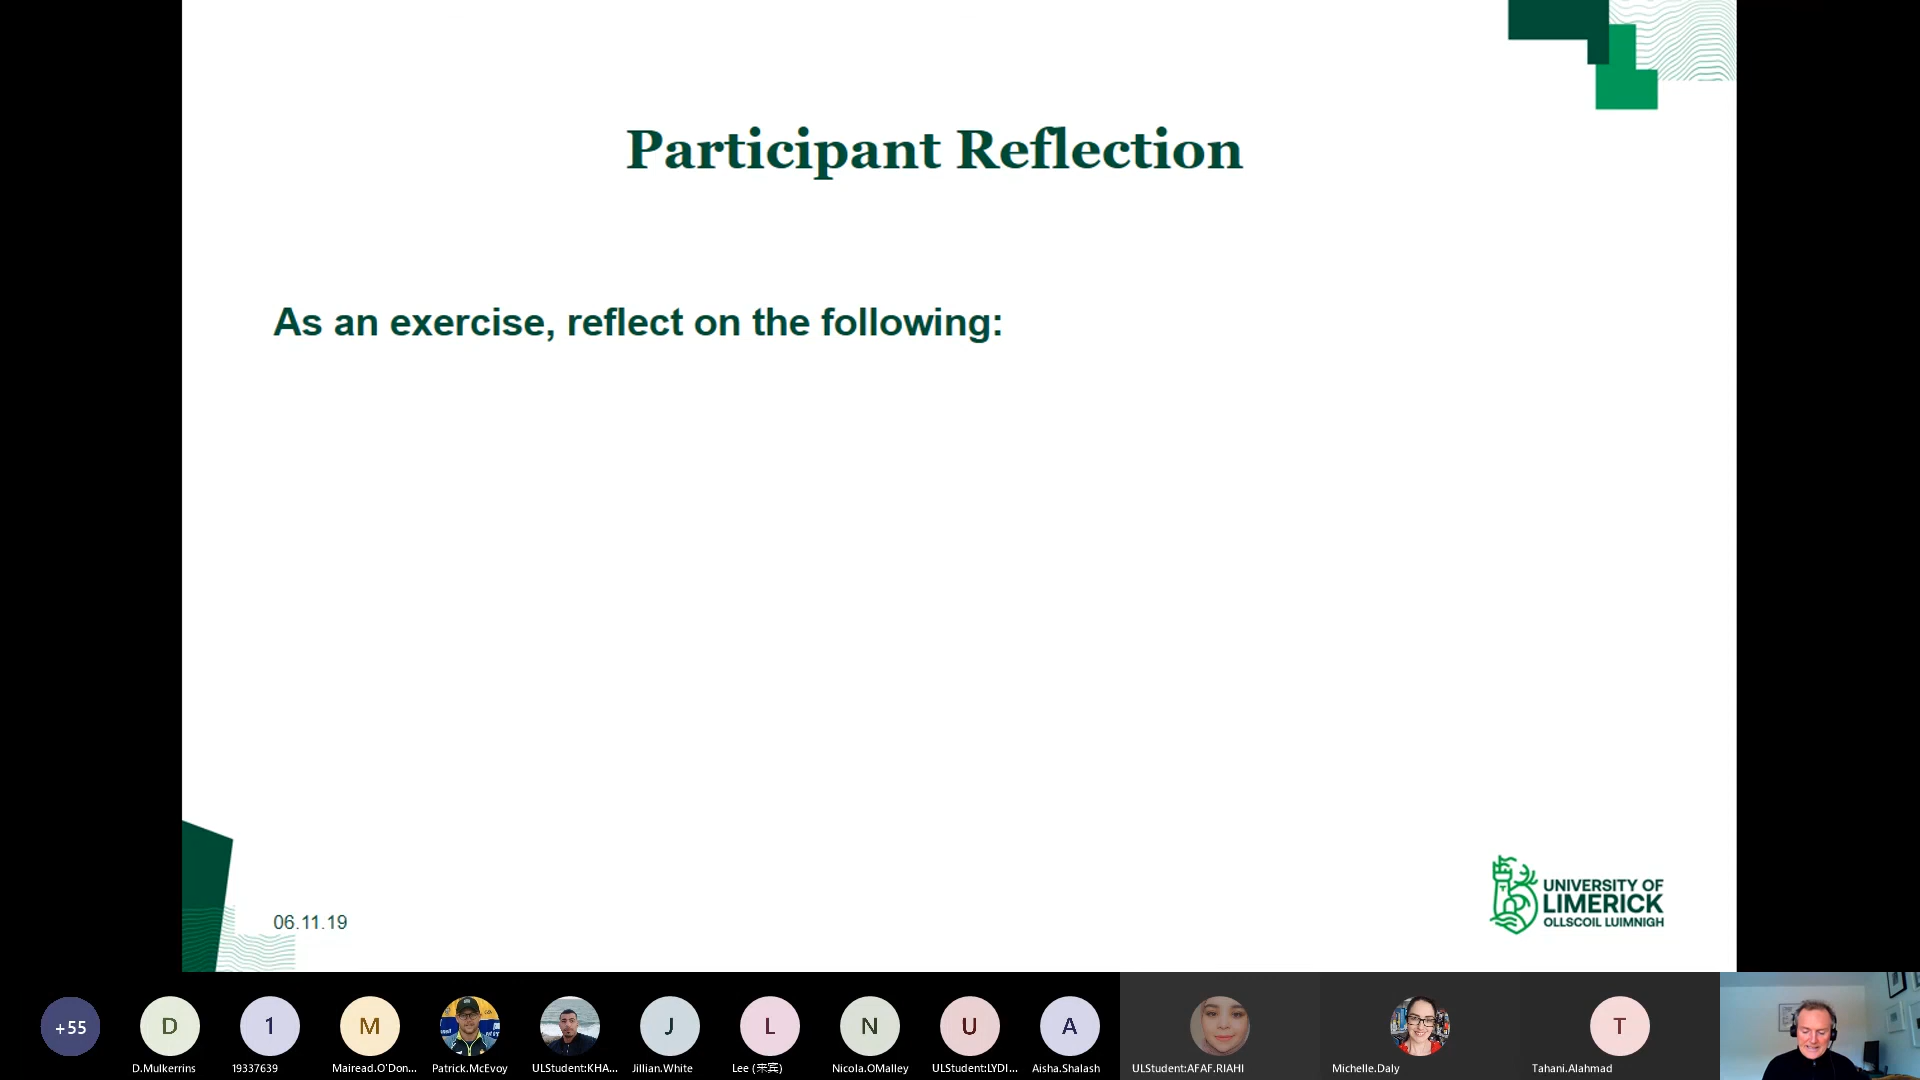 Participant Reflection
As an exercise, reflect on the following:
06.11.19
UNIVERSITY OF
LIMERICK
OLLSCOIL LUIMNIGH
+55
D
1
M
J
L
N
U
A
T
D.Mulkerrins
19337639
Mairead.O'Don...
Patrick.McEvoy
ULStudent:KHA...
Jillian.White
Lee (来宾)
Nicola.OMalley
ULStudent:LYDI...
Aisha.Shalash
ULStudent:AFAF.RIAHI
Michelle.Daly
Tahani.Alahmad